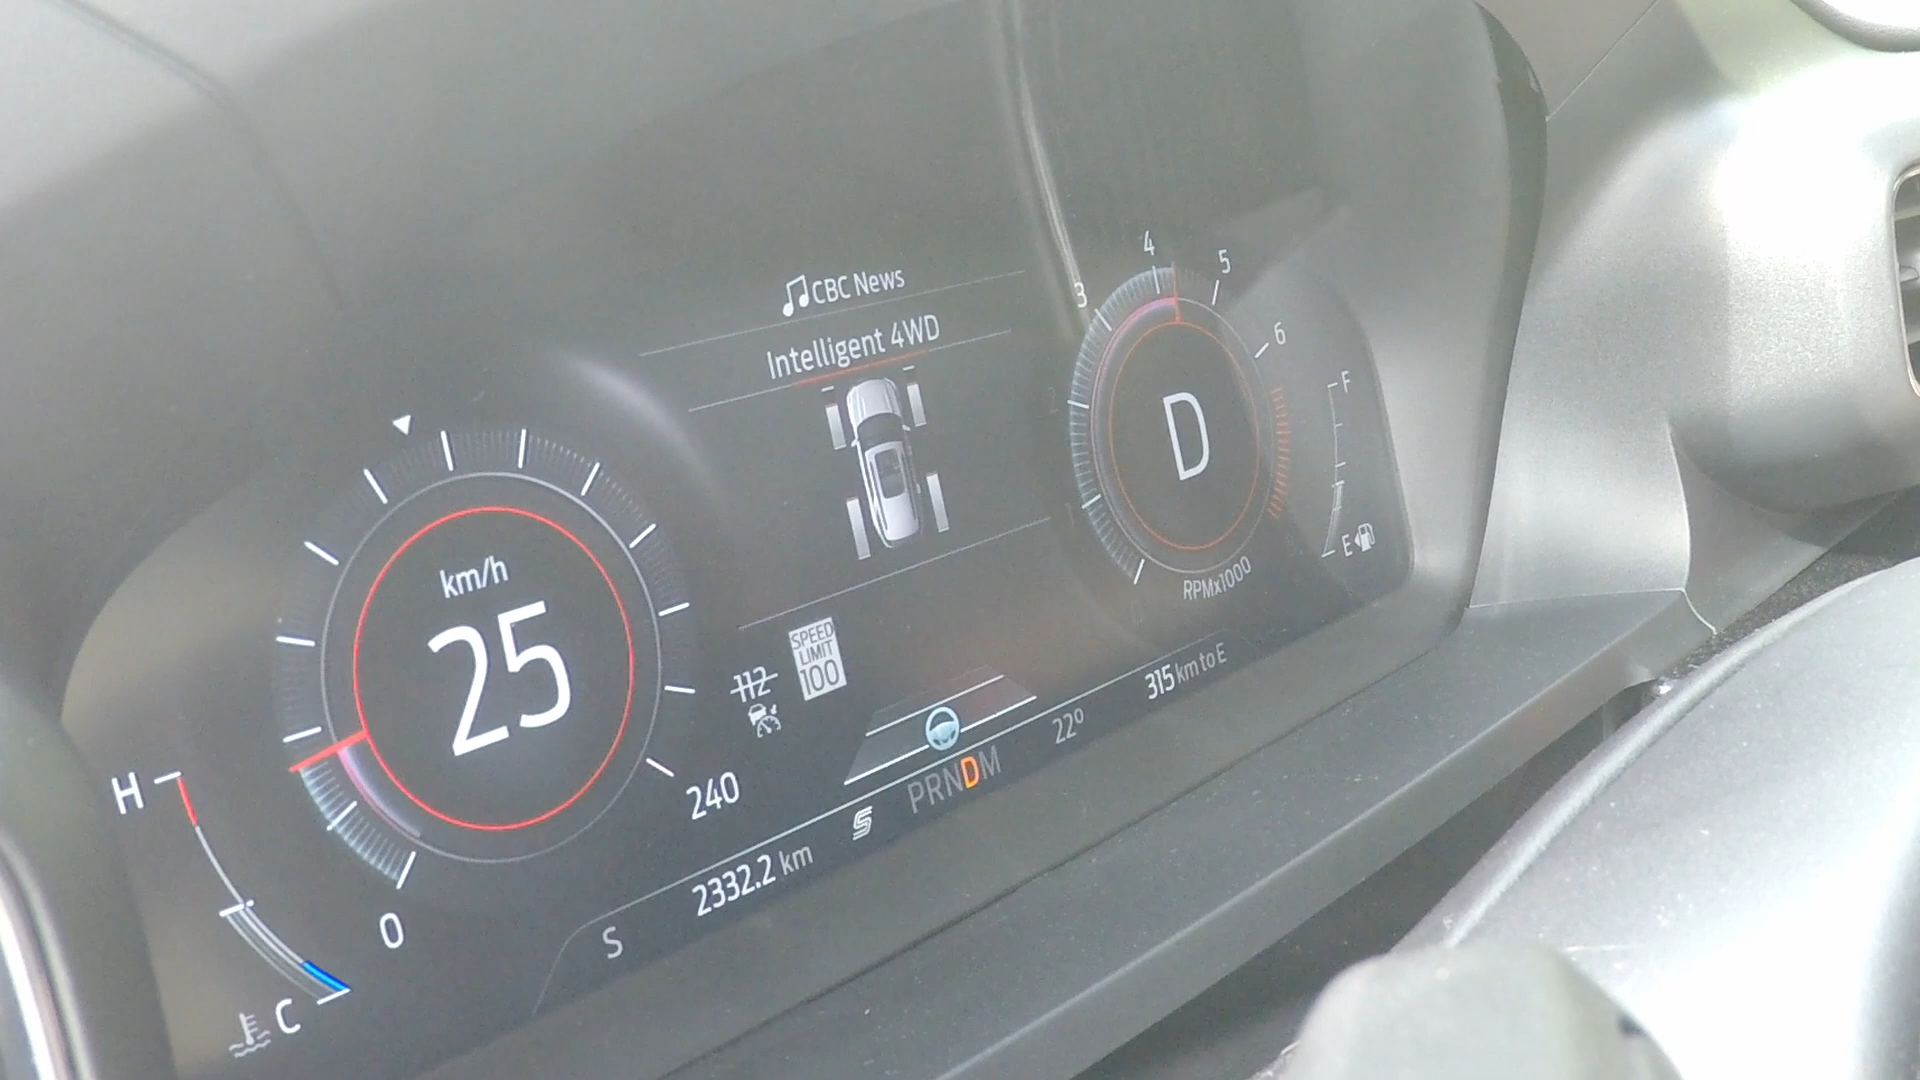 CBC News
Intelligent 4WD
km/h
25
0
240
H
C
3
4
5
6
D
RPMx1000
F
E
112
SPEED
LIMIT
100
PRNDM
22°
315 km to E
2332.2 km
S